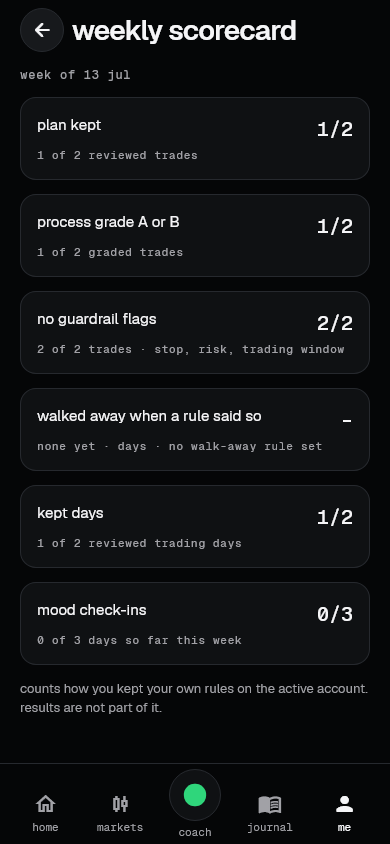 weekly scorecard
week of 13 jul
plan kept
1/2
1 of 2 reviewed trades
process grade A or B
1/2
1 of 2 graded trades
no guardrail flags
2/2
2 of 2 trades · stop, risk, trading window
walked away when a rule said so
–
none yet · days · no walk-away rule set
kept days
1/2
1 of 2 reviewed trading days
mood check-ins
0/3
0 of 3 days so far this week
counts how you kept your own rules on the active account.
results are not part of it.
home
markets
coach
journal
me